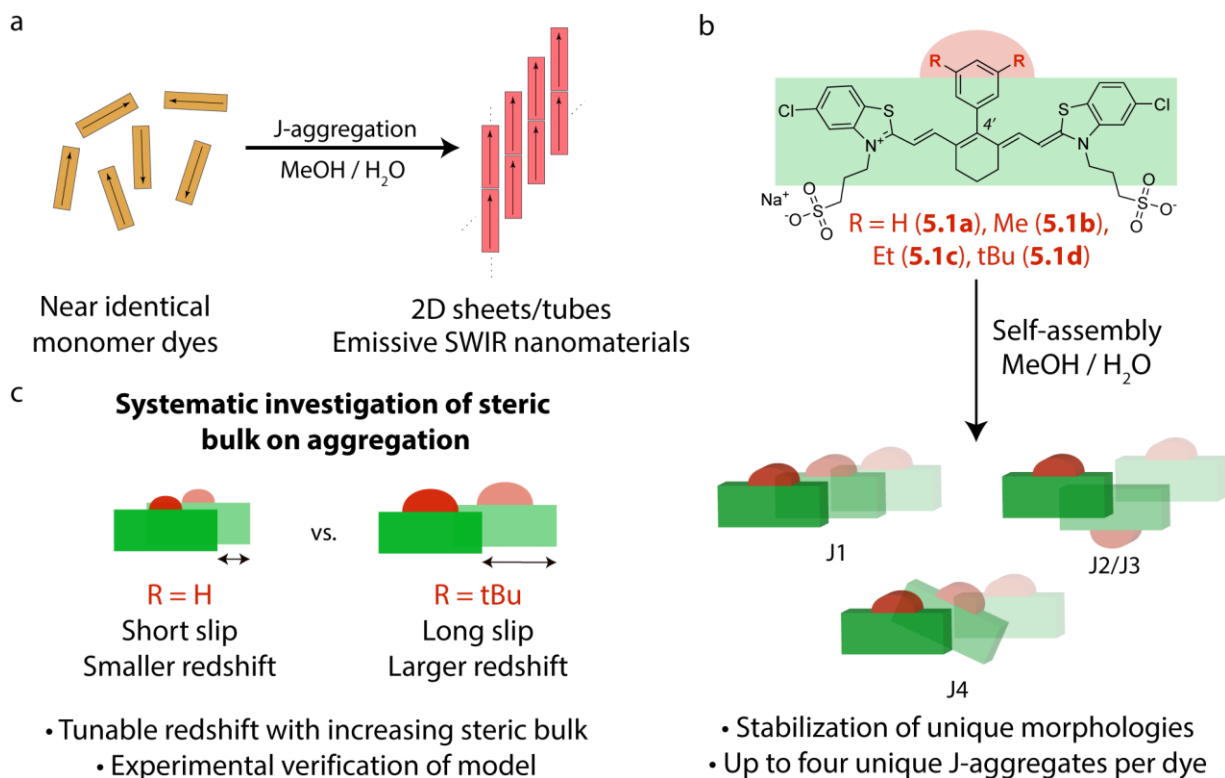 a
J-aggregation
MeOH / H₂O
Near identical
monomer dyes
2D sheets/tubes
Emissive SWIR nanomaterials
b
R
R
Cl
S
N⁺
4'
S
N
Cl
Na⁺
⁻O
S
O
O
S
O⁻
O
O
R = H (5.1a), Me (5.1b),
Et (5.1c), tBu (5.1d)
Self-assembly
MeOH / H₂O
J1
J2/J3
J4
• Stabilization of unique morphologies
• Up to four unique J-aggregates per dye
c
Systematic investigation of steric
bulk on aggregation
vs.
R = H
Short slip
Smaller redshift
R = tBu
Long slip
Larger redshift
• Tunable redshift with increasing steric bulk
• Experimental verification of model